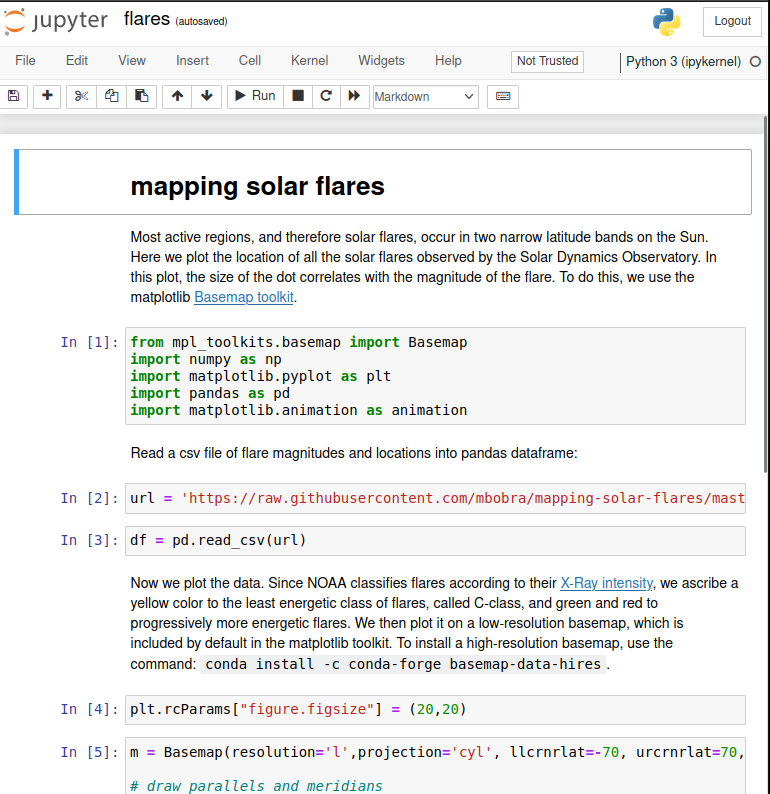 jupyter flares (autosaved) Logout
File Edit View Insert Cell Kernel Widgets Help Not Trusted Python 3 (ipykernel)
Run Markdown
mapping solar flares
Most active regions, and therefore solar flares, occur in two narrow latitude bands on the Sun.
Here we plot the location of all the solar flares observed by the Solar Dynamics Observatory. In
this plot, the size of the dot correlates with the magnitude of the flare. To do this, we use the
matplotlib Basemap toolkit.
In [1]: from mpl_toolkits.basemap import Basemap
import numpy as np
import matplotlib.pyplot as plt
import pandas as pd
import matplotlib.animation as animation
Read a csv file of flare magnitudes and locations into pandas dataframe:
In [2]: url = 'https://raw.githubusercontent.com/mbobra/mapping-solar-flares/mast
In [3]: df = pd.read_csv(url)
Now we plot the data. Since NOAA classifies flares according to their X-Ray intensity, we ascribe a
yellow color to the least energetic class of flares, called C-class, and green and red to
progressively more energetic flares. We then plot it on a low-resolution basemap, which is
included by default in the matplotlib toolkit. To install a high-resolution basemap, use the
command: conda install -c conda-forge basemap-data-hires .
In [4]: plt.rcParams["figure.figsize"] = (20,20)
In [5]: m = Basemap(resolution='l',projection='cyl', llcrnrlat=-70, urcrnrlat=70,
# draw parallels and meridians